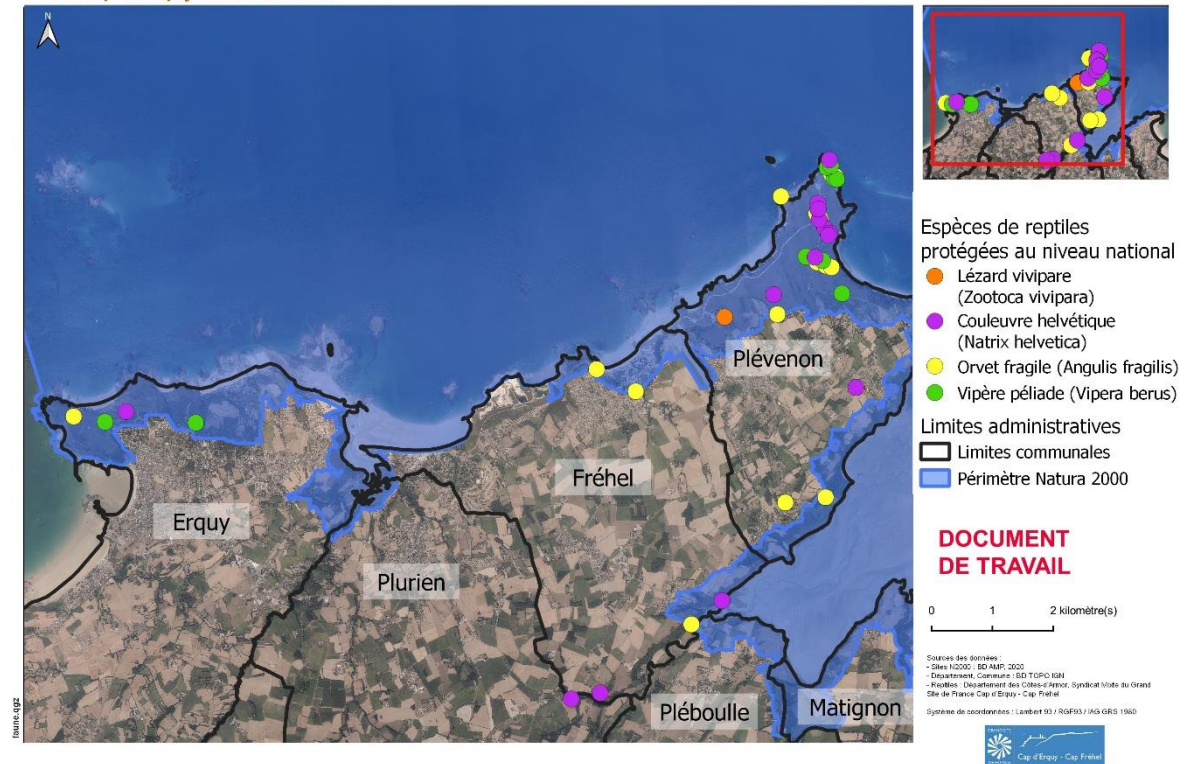 N
Plévenon
Fréhel
Erquy
Plurien
Pléboulle
Matignon
faune.qgz
Espèces de reptiles
protégées au niveau national
Lézard vivipare
(Zootoca vivipara)
Couleuvre helvétique
(Natrix helvetica)
Orvet fragile (Angulis fragilis)
Vipère péliade (Vipera berus)
Limites administratives
Limites communales
Périmètre Natura 2000
DOCUMENT
DE TRAVAIL
0 1 2 kilomètre(s)
Sources des données :
- Sites N2000 : BD AMP, 2020
- Département, Commune : BD TOPO IGN
- Reptiles : Département des Côtes-d'Armor, Syndicat Mixte du Grand
Site de France Cap d'Erquy - Cap Fréhel
Système de coordonnées : Lambert 93 / RGF93 / IAG GRS 1980
Cap d'Erquy - Cap Fréhel